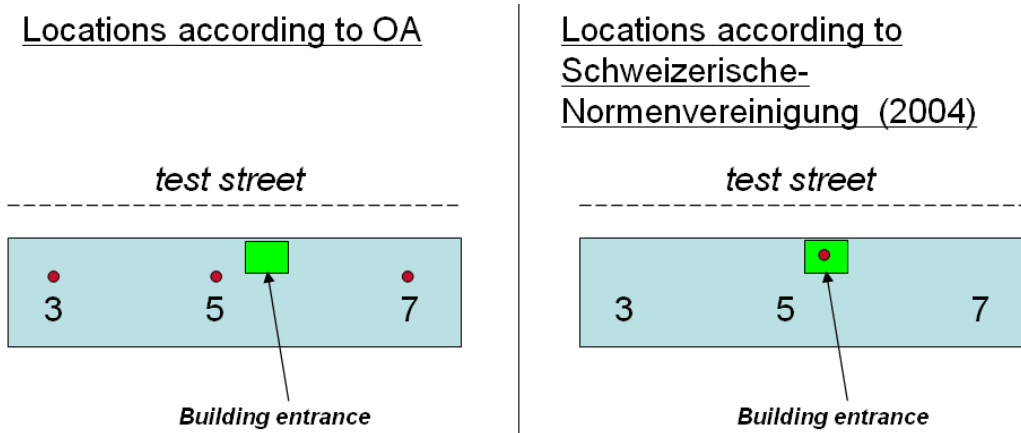 Locations according to OA
test street
3 5 7
Building entrance
Locations according to
Schweizerische-
Normenvereinigung (2004)
test street
3 5 7
Building entrance